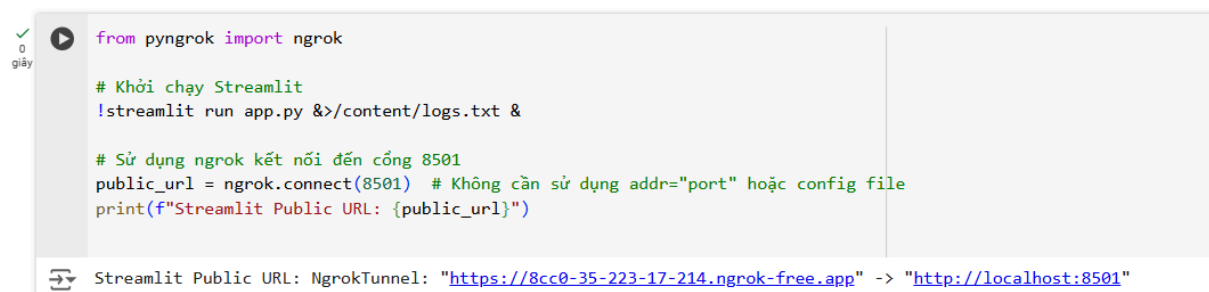 0
giây
from pyngrok import ngrok
# Khởi chạy Streamlit
!streamlit run app.py &>/content/logs.txt &
# Sử dụng ngrok kết nối đến cổng 8501
public_url = ngrok.connect(8501)  # Không cần sử dụng addr="port" hoặc config file
print(f"Streamlit Public URL: {public_url}")
Streamlit Public URL: NgrokTunnel: "https://8cc0-35-223-17-214.ngrok-free.app" -> "http://localhost:8501"